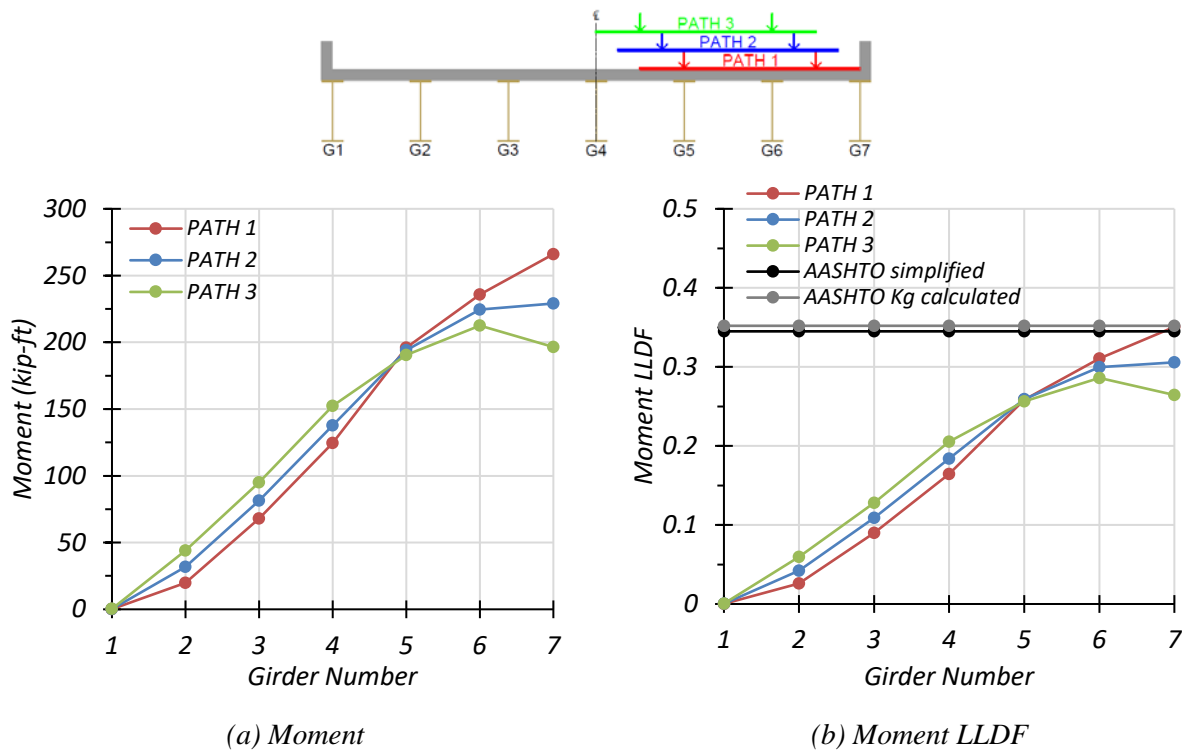 ℄
PATH 3
PATH 2
PATH 1
G1 G2 G3 G4 G5 G6 G7
300
250
200
150
100
50
0
Moment (kip-ft)
PATH 1
PATH 2
PATH 3
1 2 3 4 5 6 7
Girder Number
(a) Moment
0.5
0.4
0.3
0.2
0.1
0
Moment LLDF
PATH 1
PATH 2
PATH 3
AASHTO simplified
AASHTO Kg calculated
1 2 3 4 5 6 7
Girder Number
(b) Moment LLDF